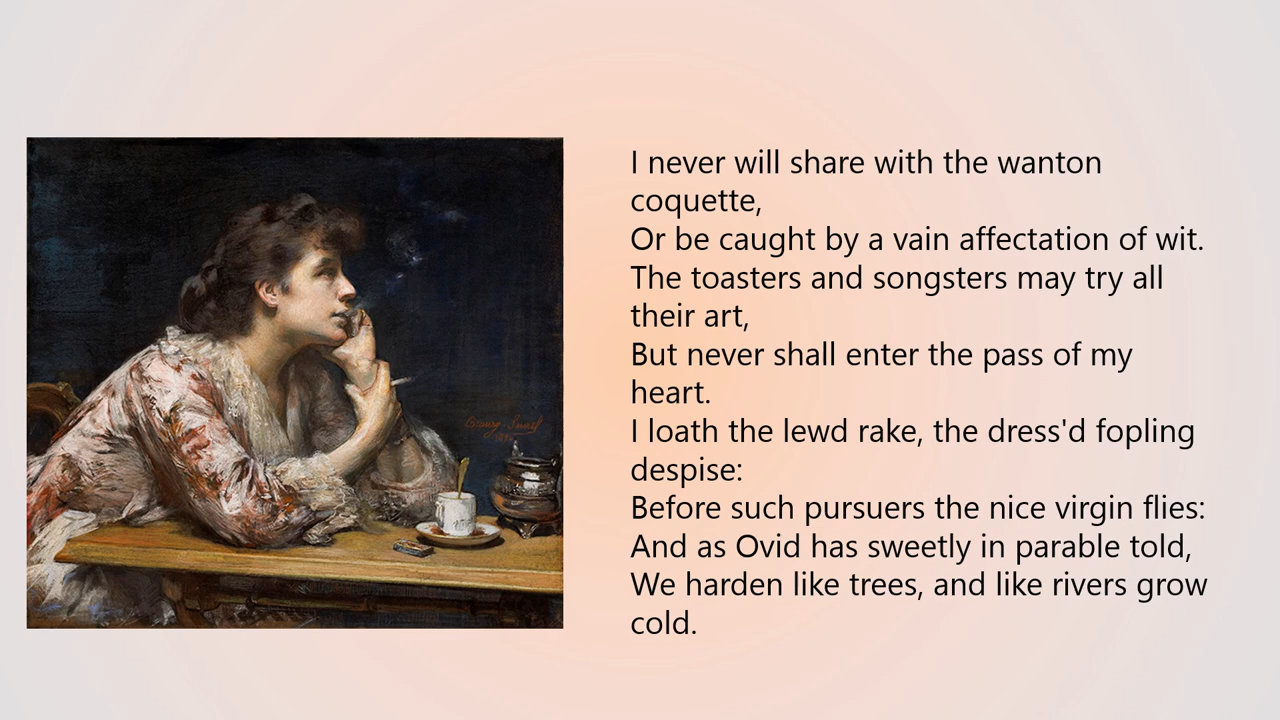 I never will share with the wanton
coquette,
Or be caught by a vain affectation of wit.
The toasters and songsters may try all
their art,
But never shall enter the pass of my
heart.
I loath the lewd rake, the dress'd fopling
despise:
Before such pursuers the nice virgin flies:
And as Ovid has sweetly in parable told,
We harden like trees, and like rivers grow
cold.